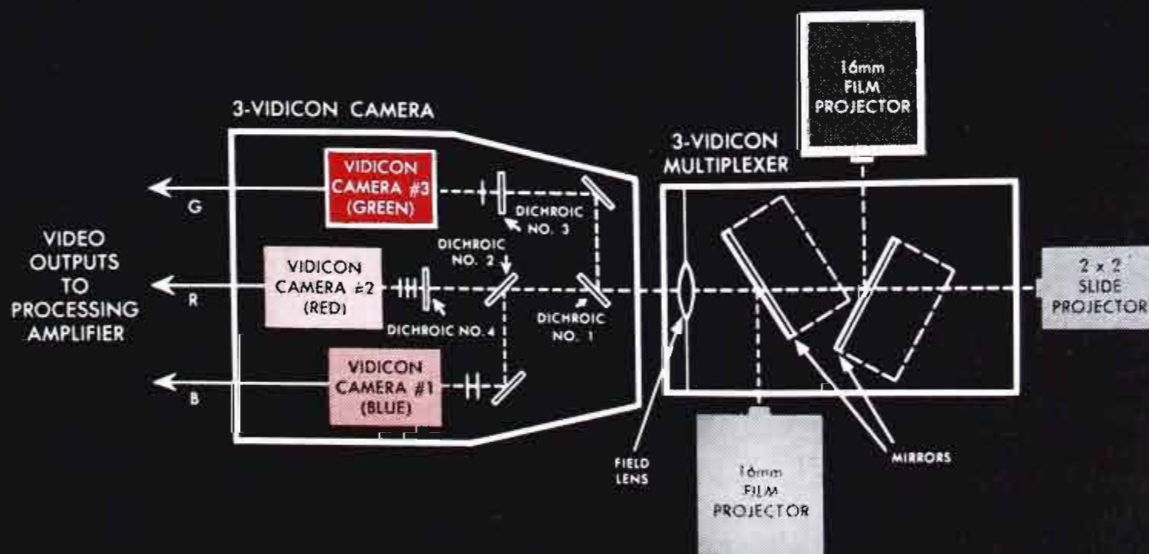 16mm
FILM
PROJECTOR
3-VIDICON CAMERA
3-VIDICON
MULTIPLEXER
VIDICON
CAMERA #3
(GREEN)
G
DICHROIC
NO. 3
DICHROIC
NO. 2
VIDEO
OUTPUTS
TO
PROCESSING
AMPLIFIER
VIDICON
CAMERA #2
(RED)
R
DICHROIC NO. 4
DICHROIC
NO. 1
2 x 2
SLIDE
PROJECTOR
VIDICON
CAMERA #1
(BLUE)
B
FIELD
LENS
MIRRORS
16mm
FILM
PROJECTOR